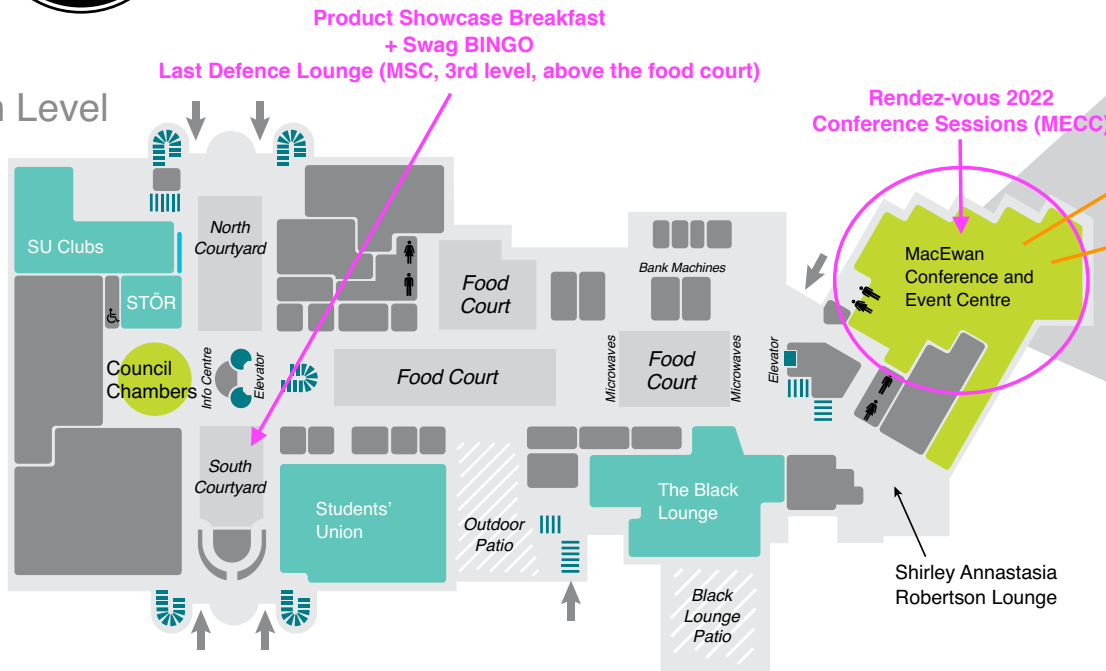 Product Showcase Breakfast
+ Swag BINGO
Last Defence Lounge (MSC, 3rd level, above the food court)
Level
Rendez-vous 2022
Conference Sessions (MECC)
SU Clubs
North
Courtyard
STÖR
Food
Court
Bank Machines
MacEwan
Conference and
Event Centre
Council
Chambers
Info Centre
Elevator
Food Court
Microwaves
Food
Court
Microwaves
Elevator
South
Courtyard
Students'
Union
Outdoor
Patio
The Black
Lounge
Black
Lounge
Patio
Shirley Annastasia
Robertson Lounge